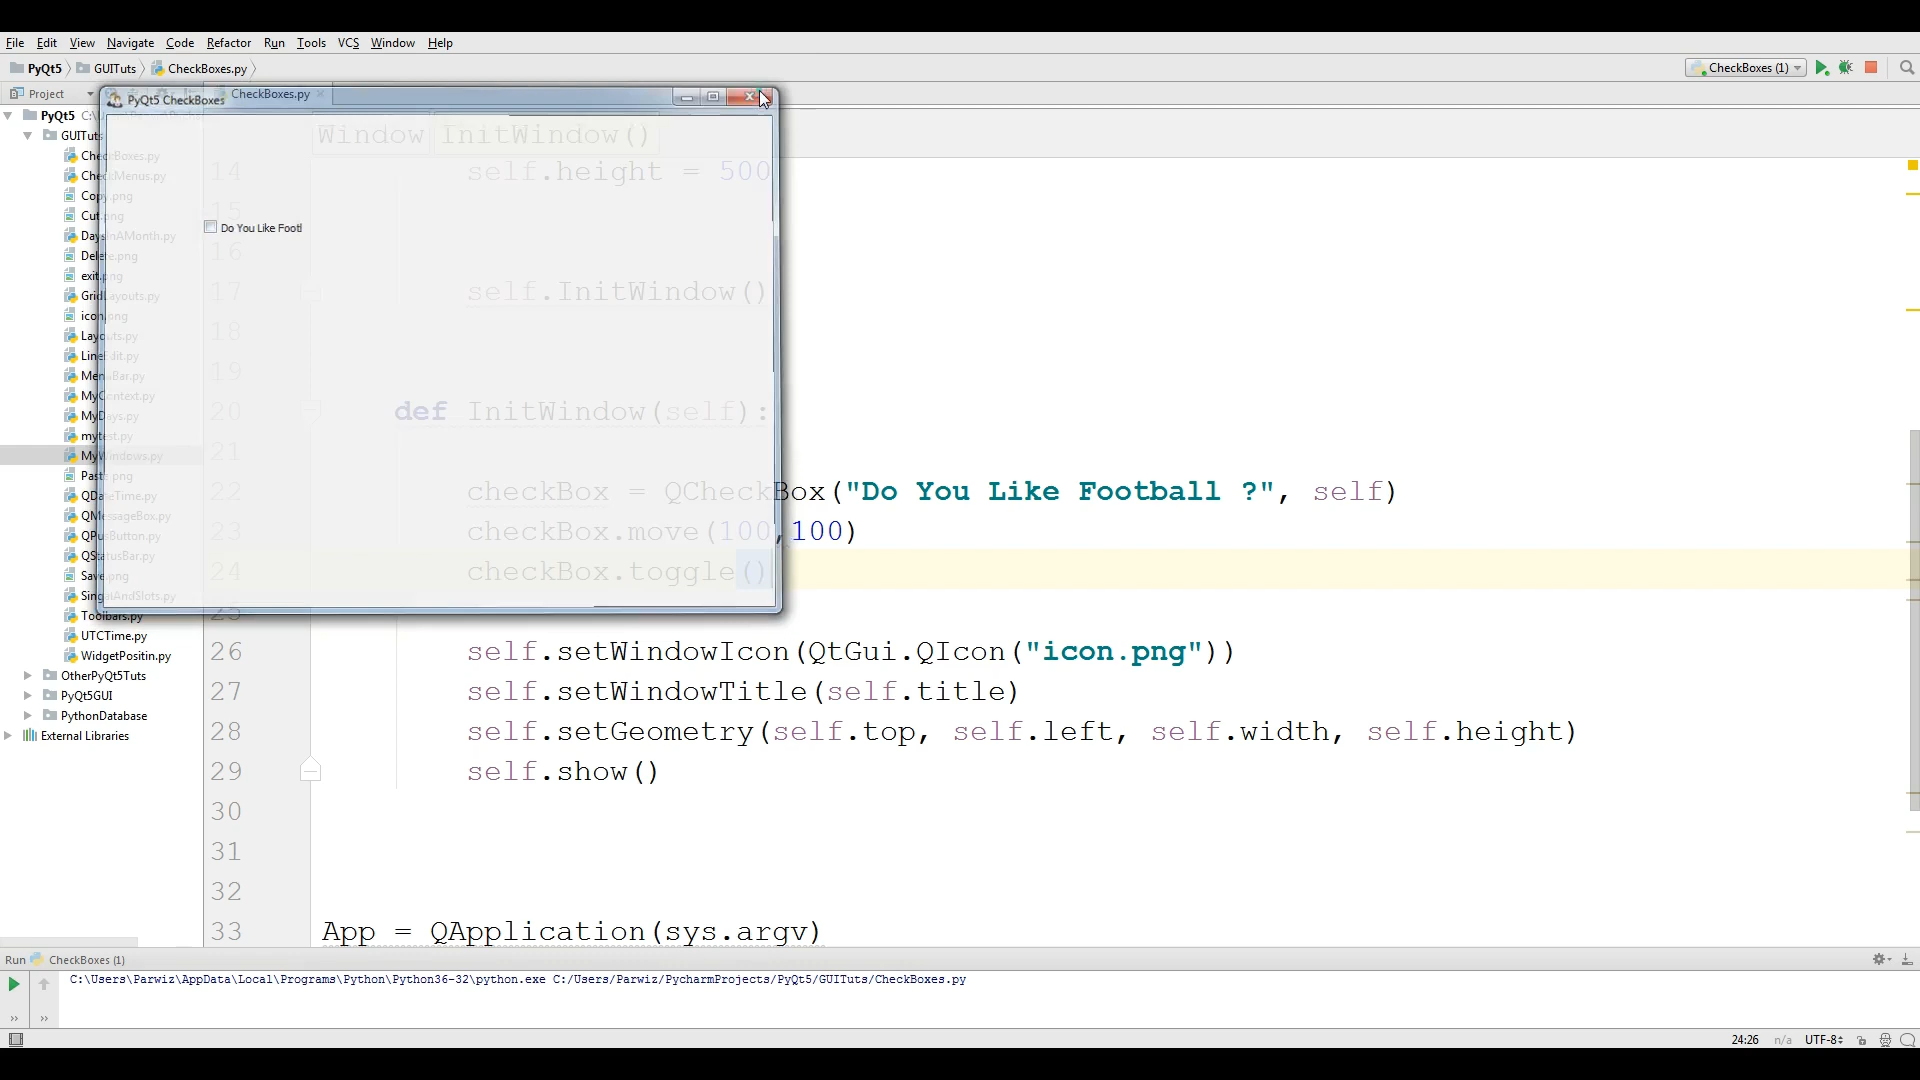 File Edit View Navigate Code Refactor Run Tools VCS Window Help
PyQt5 GUITuts CheckBoxes.py
CheckBoxes (1)
Project
CheckBoxes.py
PyQt5 CheckBoxes
PyQt5
GUITuts
CheckBoxes.py
CheckMenus.py
Copy.png
Cut.png
DaysInAMonth.py
Delete.png
exit.png
GridLayouts.py
icon.png
Layouts.py
LineEdit.py
MenuBar.py
MyContext.py
MyDays.py
mytest.py
MyWindows.py
Paste.png
QDateTime.py
QMessageBox.py
QPusButton.py
QStatusBar.py
Save.png
SingalAndSlots.py
Toolbars.py
UTCTime.py
WidgetPositin.py
OtherPyQt5Tuts
PyQt5GUI
PythonDatabase
External Libraries
Do You Like Footl
Window InitWindow()
14 self.height = 500
15
16
17 self.InitWindow()
18
19
20 def InitWindow(self):
21
22 checkBox = QCheckBox("Do You Like Football ?", self)
23 checkBox.move(100,100)
24 checkBox.toggle()
25
26 self.setWindowIcon(QtGui.QIcon("icon.png"))
27 self.setWindowTitle(self.title)
28 self.setGeometry(self.top, self.left, self.width, self.height)
29 self.show()
30
31
32
33 App = QApplication(sys.argv)
Run CheckBoxes (1)
C:\Users\Parwiz\AppData\Local\Programs\Python\Python36-32\python.exe C:/Users/Parwiz/PycharmProjects/PyQt5/GUITuts/CheckBoxes.py
24:26 n/a UTF-8